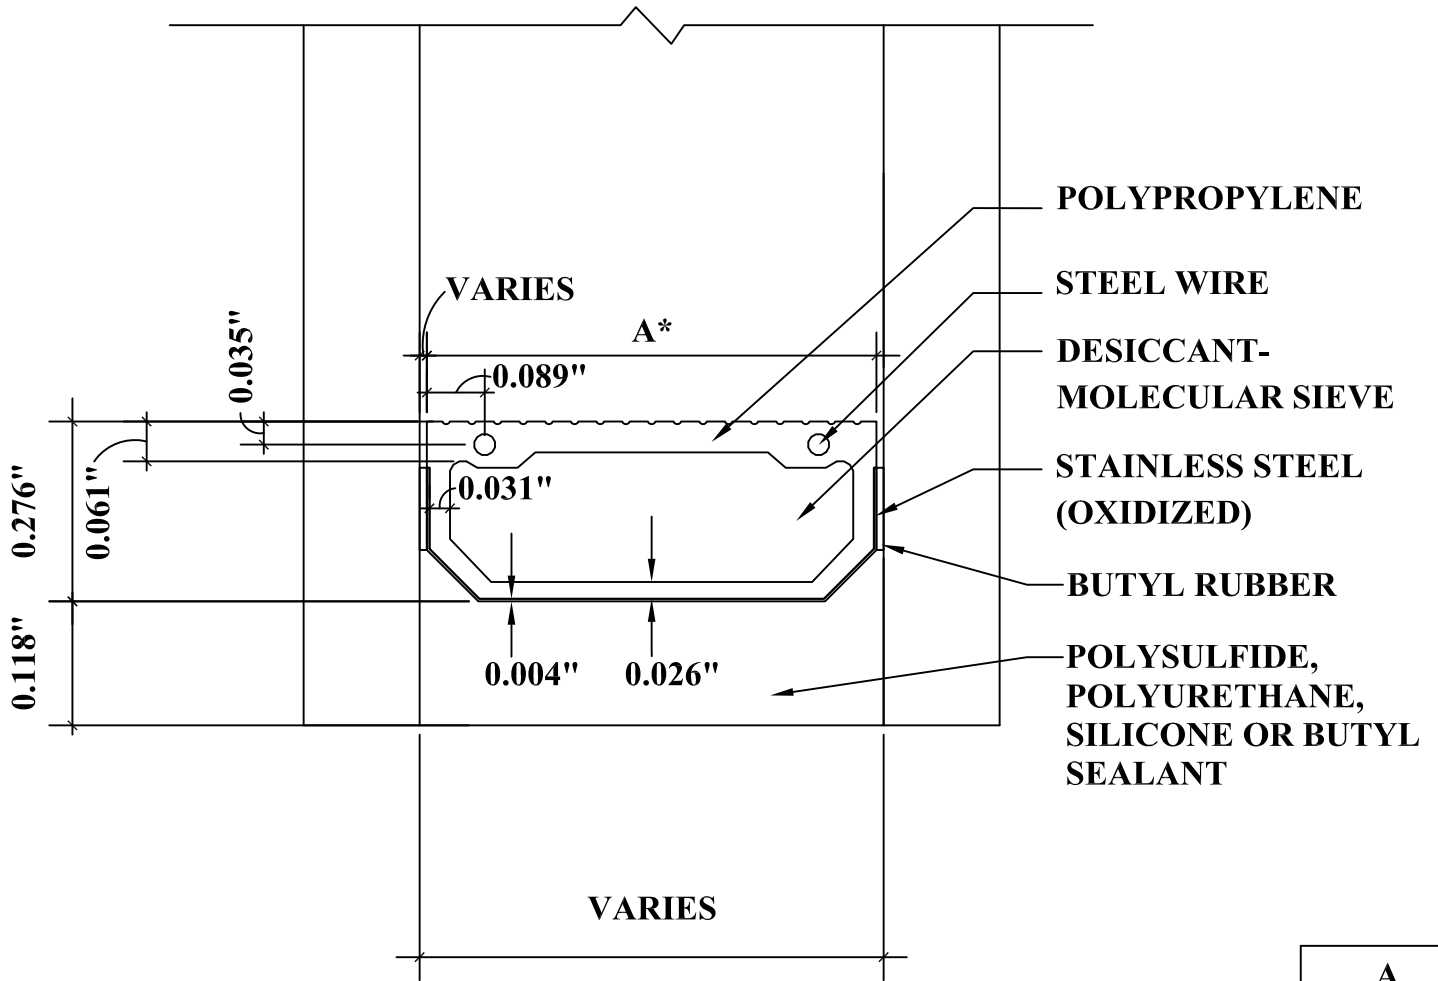 POLYPROPYLENE
STEEL WIRE
VARIES
A*
DESICCANT-
MOLECULAR SIEVE
0.035"
0.089"
STAINLESS STEEL
(OXIDIZED)
0.276"
0.061"
0.031"
BUTYL RUBBER
0.118"
0.004"
0.026"
POLYSULFIDE,
POLYURETHANE,
SILICONE OR BUTYL
SEALANT
VARIES
A